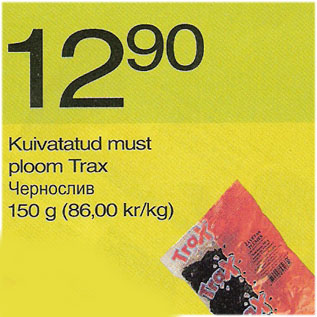 12 90
Kuivatatud must
ploom Trax
Чернослив
150 g (86,00 kr/kg)
Trax
Trax